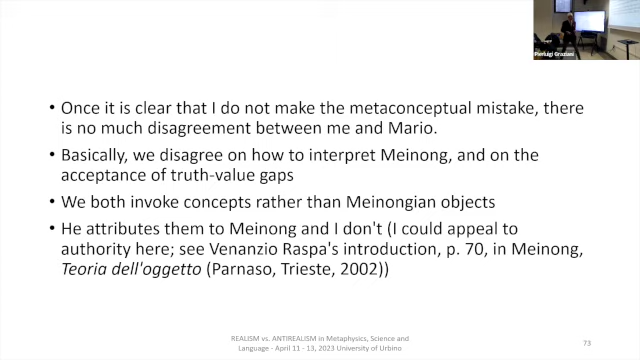 Pierluigi Graziani
• Once it is clear that I do not make the metaconceptual mistake, there
is no much disagreement between me and Mario.
• Basically, we disagree on how to interpret Meinong, and on the
acceptance of truth-value gaps
• We both invoke concepts rather than Meinongian objects
• He attributes them to Meinong and I don't (I could appeal to
authority here; see Venanzio Raspa's introduction, p. 70, in Meinong,
Teoria dell'oggetto (Parnaso, Trieste, 2002))
REALISM vs. ANTIREALISM in Metaphysics, Science and
Language - April 11 - 13, 2023 University of Urbino
73